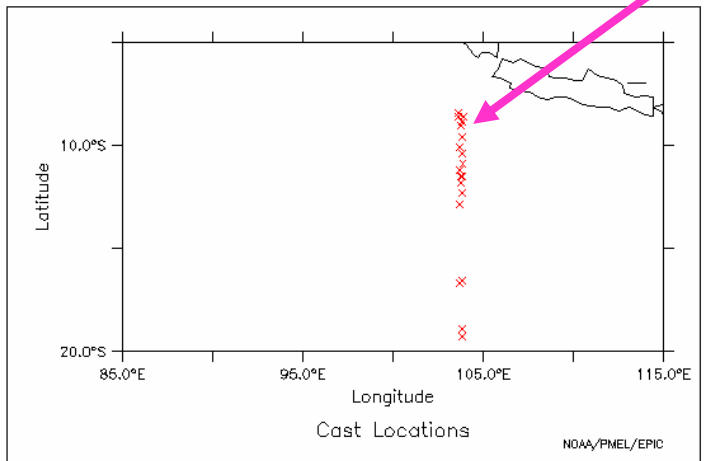 Latitude
10.0°S
20.0°S
85.0°E 95.0°E 105.0°E 115.0°E
Longitude
Cast Locations
NOAA/PMEL/EPIC